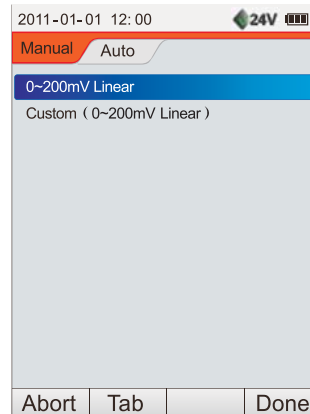 2011-01-01 12:00 24V
Manual Auto
0~200mV Linear
Custom ( 0~200mV Linear )
Abort Tab Done